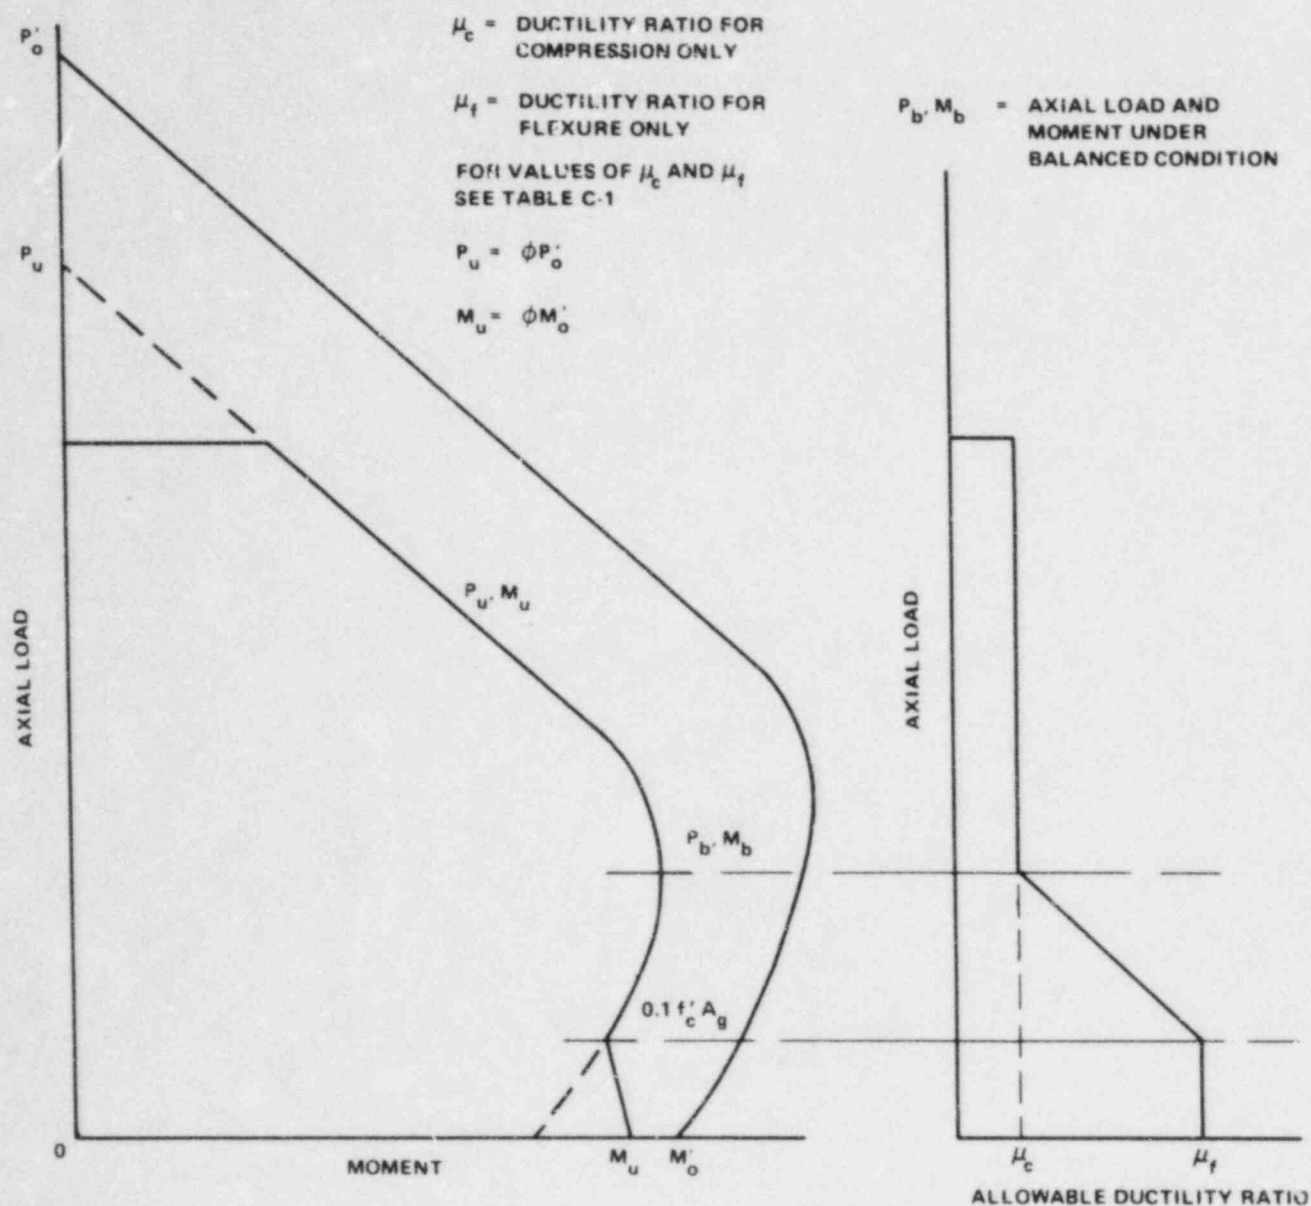 μc = DUCTILITY RATIO FOR
COMPRESSION ONLY
μf = DUCTILITY RATIO FOR
FLEXURE ONLY
FOR VALUES OF μc AND μf
SEE TABLE C-1
Pu = ϕP'o
Mu = ϕM'o
Pb, Mb = AXIAL LOAD AND
MOMENT UNDER
BALANCED CONDITION
P'o
Pu
AXIAL LOAD
Pu, Mu
Pb, Mb
0.1 f'c Ag
0
MOMENT
Mu
M'o
AXIAL LOAD
μc
μf
ALLOWABLE DUCTILITY RATIO